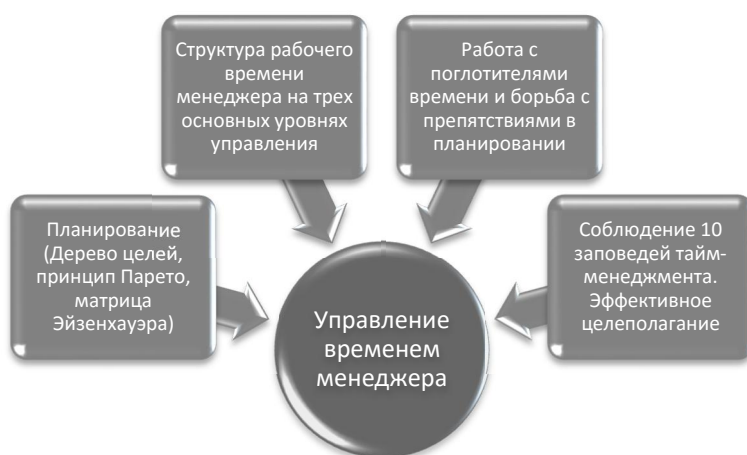 Структура рабочего
времени
менеджера на трех
основных уровнях
управления
Работа с
поглотителями
времени и борьба с
препятствиями в
планировании
Планирование
(Дерево целей,
принцип Парето,
матрица
Эйзенхауэра)
Соблюдение 10
заповедей тайм-
менеджмента.
Эффективное
целеполагание
Управление
временем
менеджера